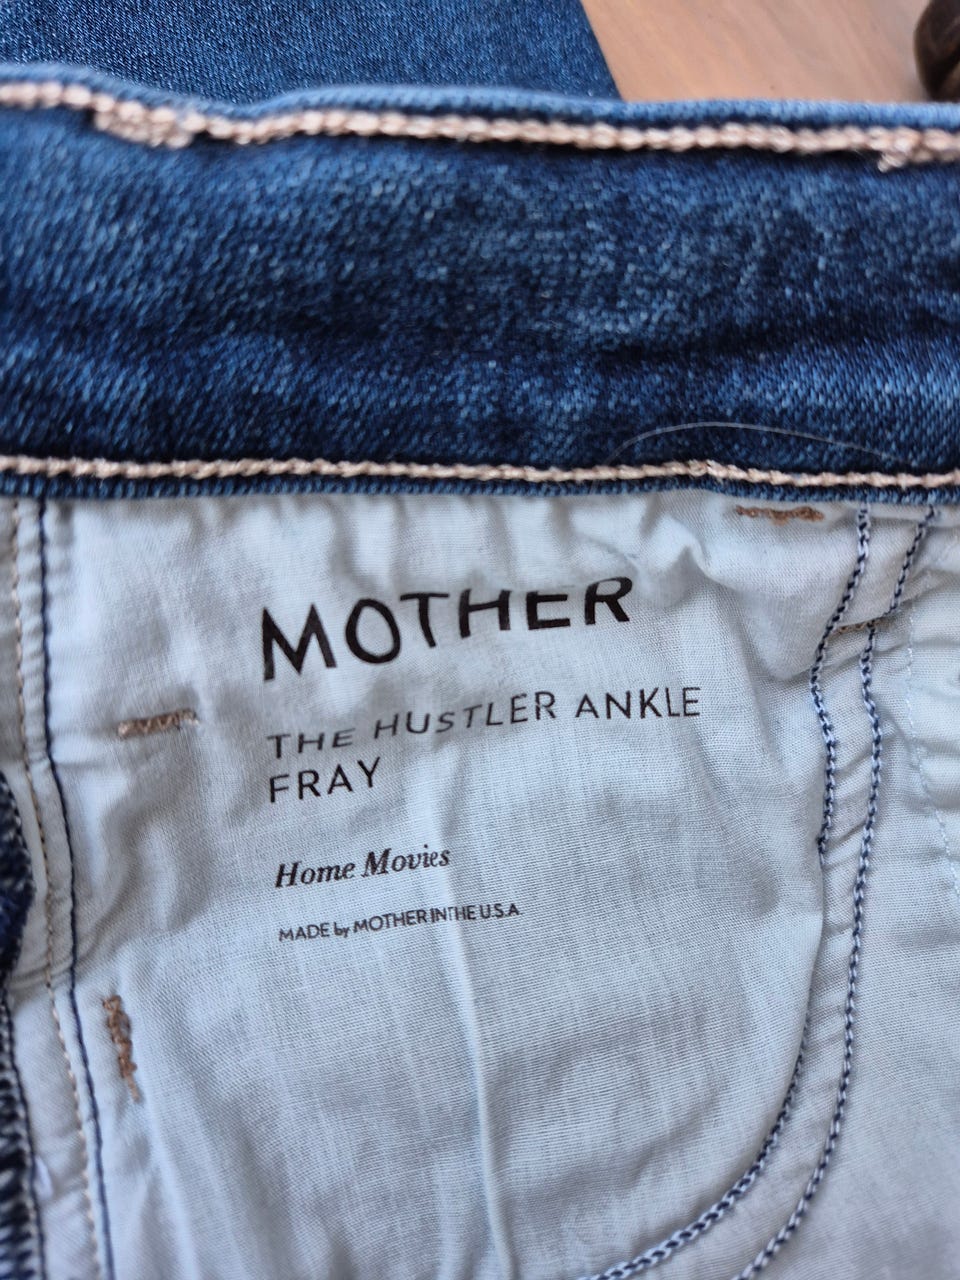 MOTHER
THE HUSTLER ANKLE
FRAY
Home Movies
MADE by MOTHER IN THE U.S.A